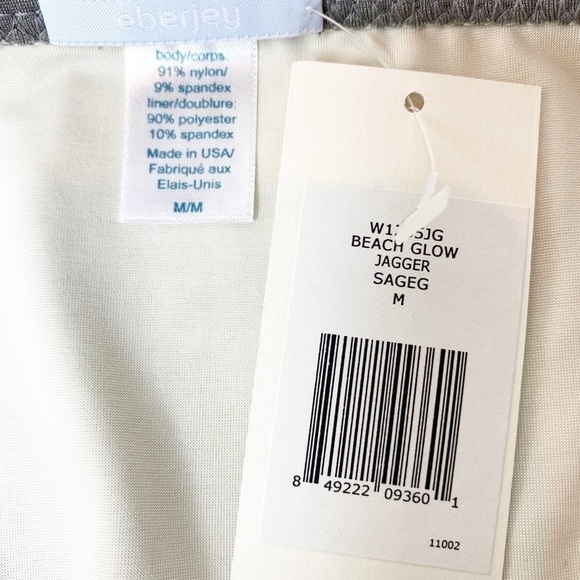 eberjey
body/corps:
91% nylon/
9% spandex
liner/doublure:
90% polyester
10% spandex
Made in USA/
Fabriqué aux
Elais-Unis
M/M
BEACH GLOW
JAGGER
SAGEG
M
8 49222 09360 1
11002